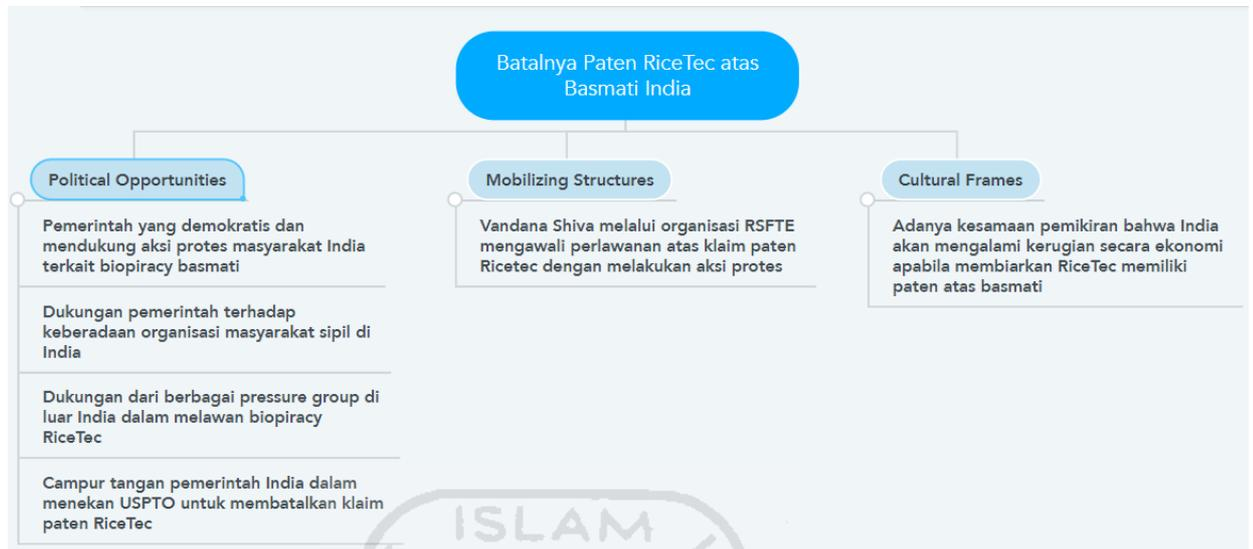 Batalnya Paten RiceTec atas
Basmati India
Political Opportunities
Pemerintah yang demokratis dan
mendukung aksi protes masyarakat India
terkait biopiracy basmati
Dukungan pemerintah terhadap
keberadaan organisasi masyarakat sipil di
India
Dukungan dari berbagai pressure group di
luar India dalam melawan biopiracy
RiceTec
Campur tangan pemerintah India dalam
menekan USPTO untuk membatalkan klaim
paten RiceTec
Mobilizing Structures
Vandana Shiva melalui organisasi RSFTE
mengawali perlawanan atas klaim paten
Ricetec dengan melakukan aksi protes
Cultural Frames
Adanya kesamaan pemikiran bahwa India
akan mengalami kerugian secara ekonomi
apabila membiarkan RiceTec memiliki
paten atas basmati
ISLAM